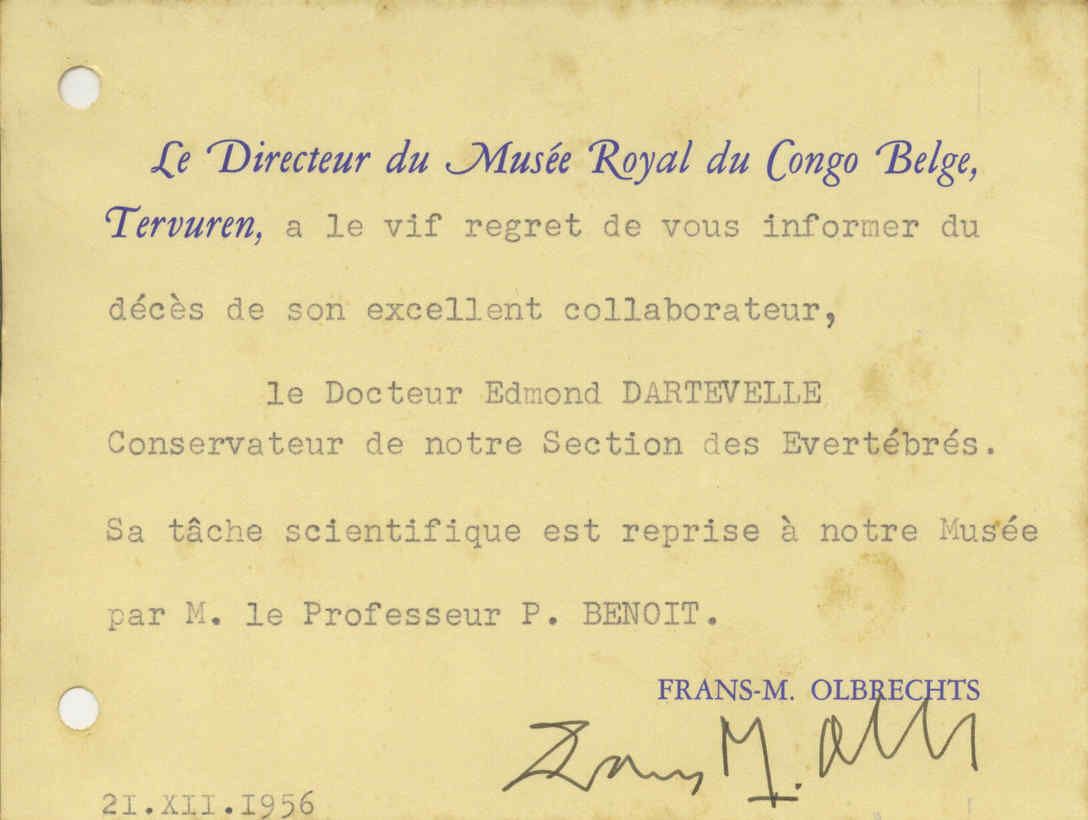 Le Directeur du Musée Royal du Congo Belge,
Tervuren, a le vif regret de vous informer du
décès de son excellent collaborateur,
le Docteur Edmond DARTEVELLE
Conservateur de notre Section des Evertébrés.
Sa tâche scientifique est reprise à notre Musée
par M. le Professeur P. BENOIT.
FRANS-M. OLBRECHTS
Frans M. Olb
21.XII.1956